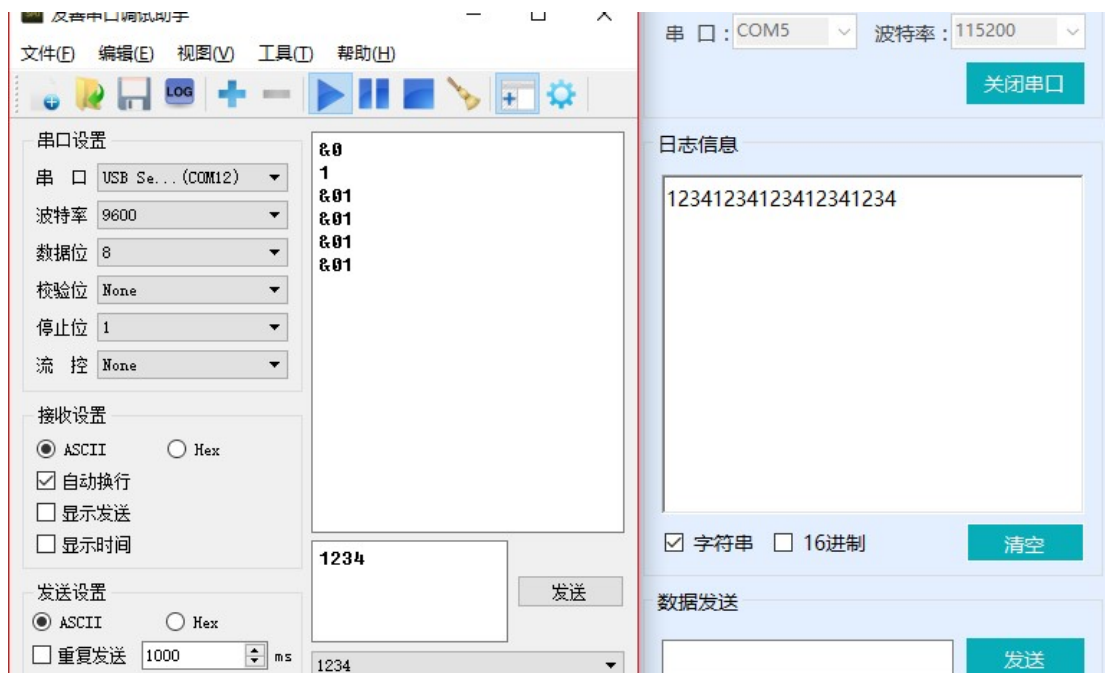 友善串口调试助手
文件(F) 编辑(E) 视图(V) 工具(T) 帮助(H)
LOG
串口设置
串 口 USB Se...(COM12)
波特率 9600
数据位 8
校验位 None
停止位 1
流 控 None
接收设置
ASCII Hex
自动换行
显示发送
显示时间
发送设置
ASCII Hex
重复发送 1000 ms
&0
1
&01
&01
&01
&01
1234
发送
1234
串 口: COM5 波特率: 115200
关闭串口
日志信息
12341234123412341234
字符串 16进制 清空
数据发送
发送